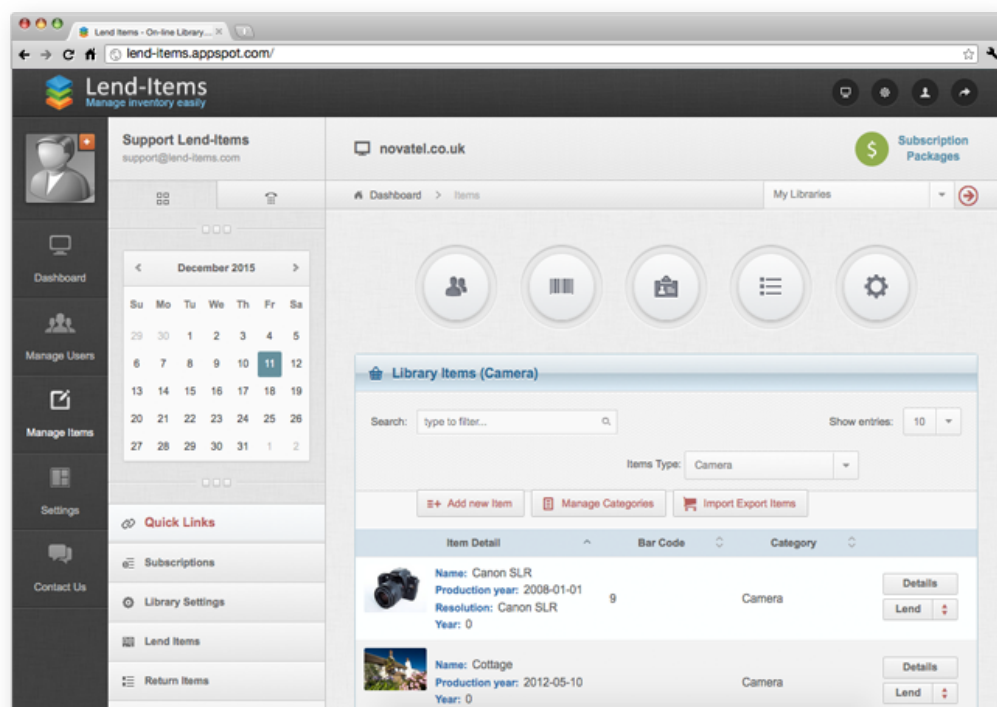 Lend Items - On-line Library...
lend-items.appspot.com/
Lend-Items
Manage inventory easily
Support Lend-Items
support@lend-items.com
novatel.co.uk
$
Subscription
Packages
Dashboard > Items
My Libraries
Dashboard
Manage Users
Manage Items
Settings
Contact Us
< December 2015 >
Su Mo Tu We Th Fr Sa
29 30 1 2 3 4 5
6 7 8 9 10 11 12
13 14 15 16 17 18 19
20 21 22 23 24 25 26
27 28 29 30 31 1 2
Quick Links
Subscriptions
Library Settings
Lend Items
Return Items
Library Items (Camera)
Search: type to filter...
Show entries: 10
Items Type: Camera
Add new Item
Manage Categories
Import Export Items
Item Detail Bar Code Category
Name: Canon SLR
Production year: 2008-01-01
Resolution: Canon SLR
Year: 0
9
Camera
Details
Lend
Name: Cottage
Production year: 2012-05-10
Year: 0
Camera
Details
Lend